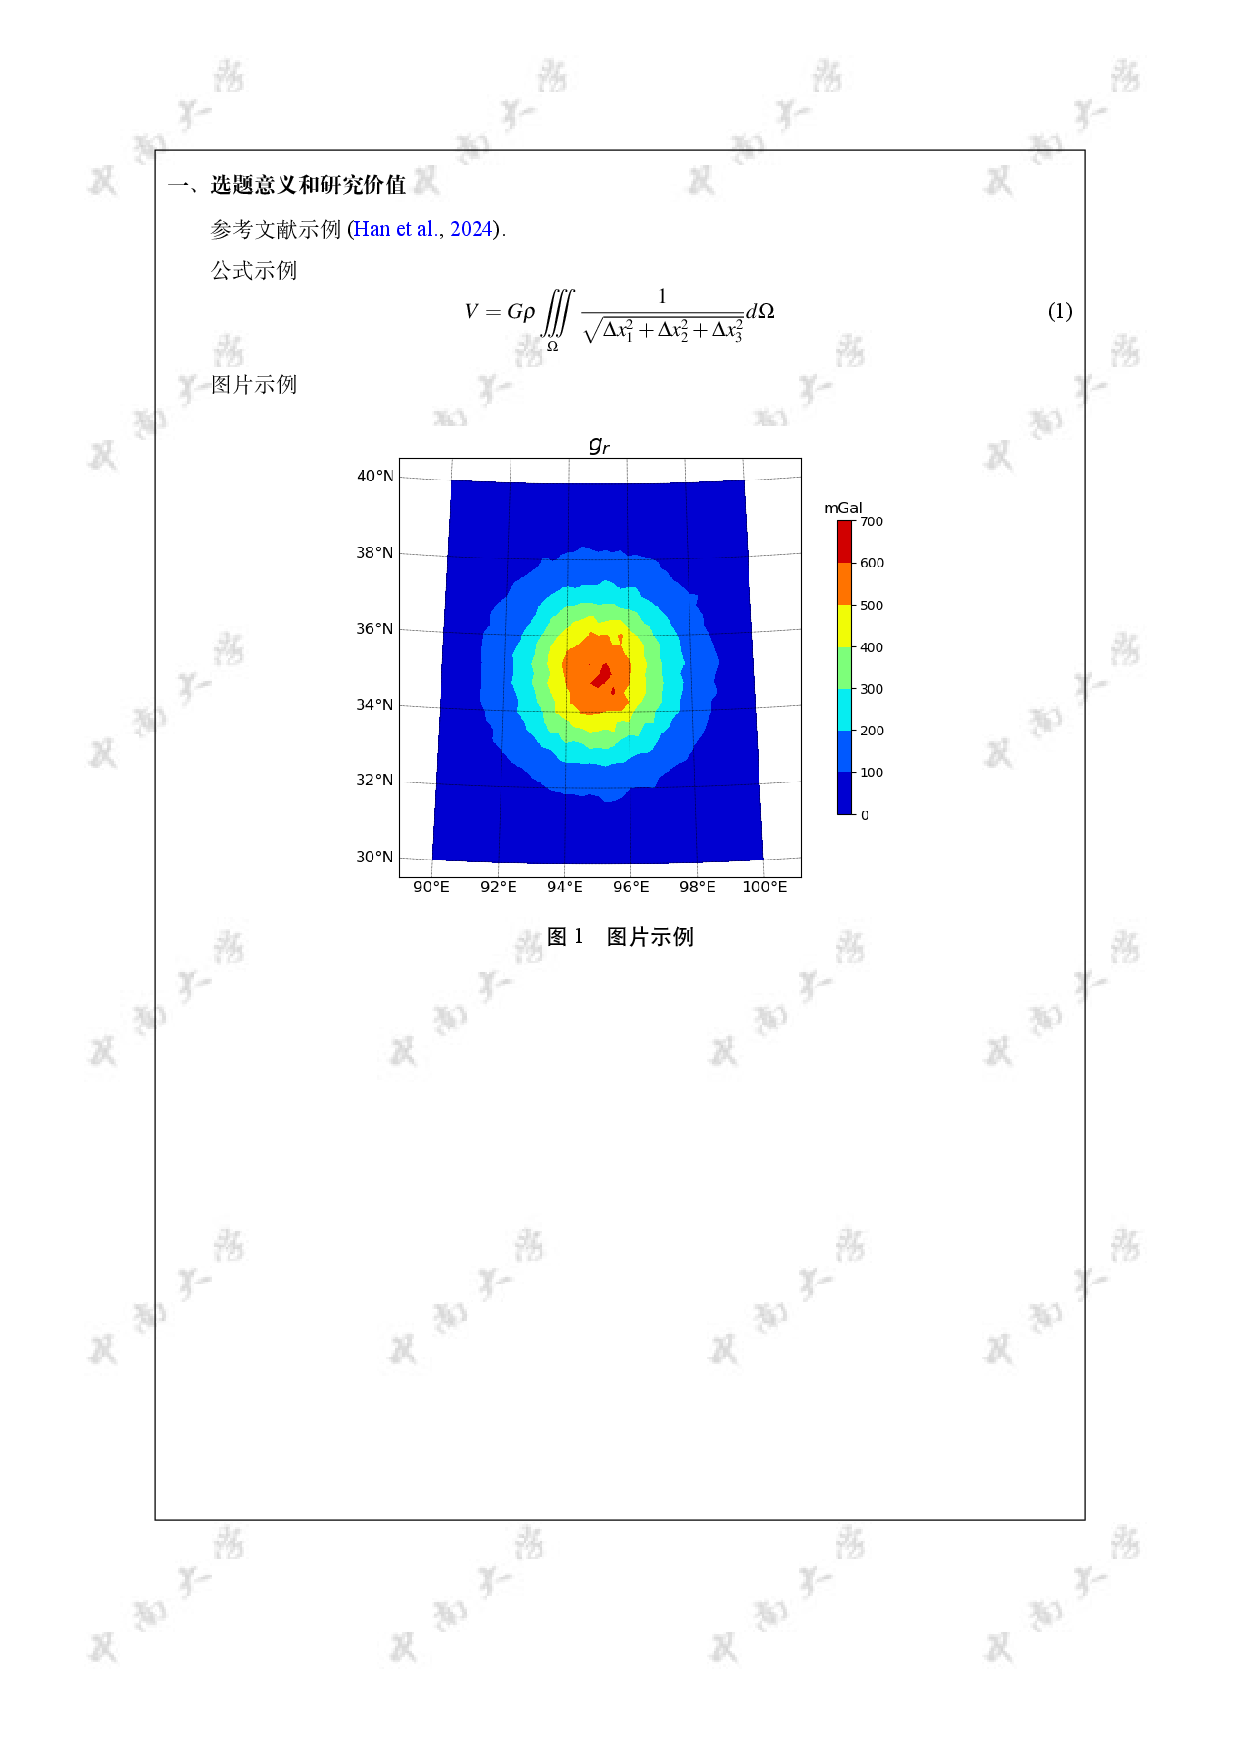 一、选题意义和研究价值
参考文献示例 (Han et al., 2024).
公式示例
V = Gρ ∭_Ω 1/√(Δx₁² + Δx₂² + Δx₃²) dΩ (1)
图片示例
g_r
40°N
38°N
36°N
34°N
32°N
30°N
90°E 92°E 94°E 96°E 98°E 100°E
mGal
700
600
500
400
300
200
100
0
图 1 图片示例